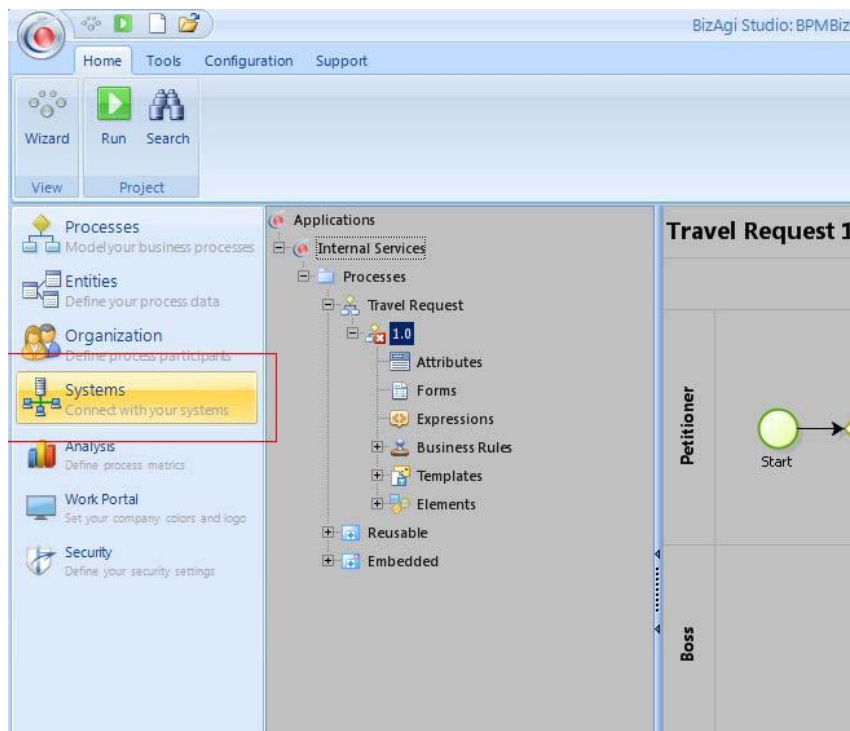 BizAgi Studio: BPMBiz
Home Tools Configuration Support
Wizard Run Search
View Project
Processes
Model your business processes
Entities
Define your process data
Organization
Define process participants
Systems
Connect with your systems
Analysis
Define process metrics
Work Portal
Set your company colors and logo
Security
Define your security settings
Applications
Internal Services
Processes
Travel Request
1.0
Attributes
Forms
Expressions
Business Rules
Templates
Elements
Reusable
Embedded
Travel Request 1
Petitioner
Start
Boss